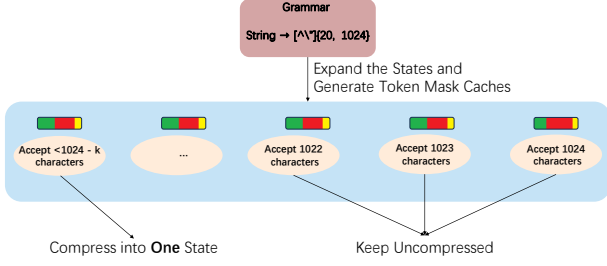 Grammar
String → [^\"]{20, 1024}
Expand the States and
Generate Token Mask Caches
Accept <1024 - k
characters
...
Accept 1022
characters
Accept 1023
characters
Accept 1024
characters
Compress into One State
Keep Uncompressed